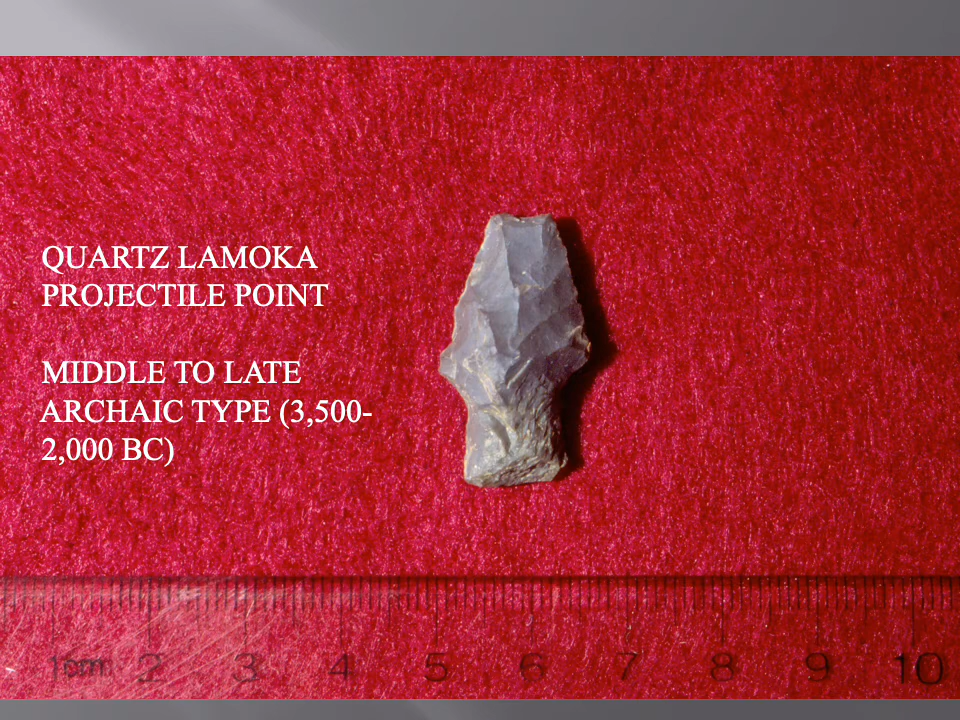 QUARTZ LAMOKA
PROJECTILE POINT
MIDDLE TO LATE
ARCHAIC TYPE (3,500-
2,000 BC)
1cm 2 3 4 5 6 7 8 9 10